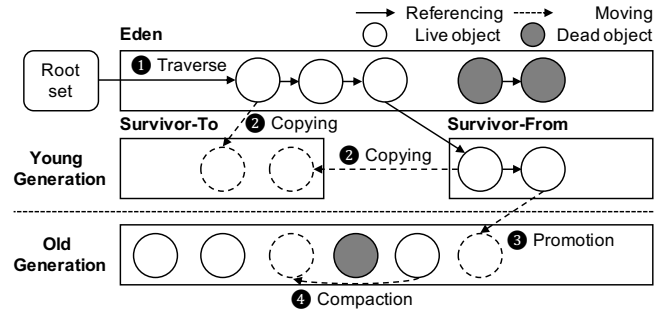 Referencing
Moving
Eden
Live object
Dead object
Root
set
❶ Traverse
Survivor-To
❷ Copying
Survivor-From
Young
Generation
❷ Copying
Old
Generation
❸ Promotion
❹ Compaction